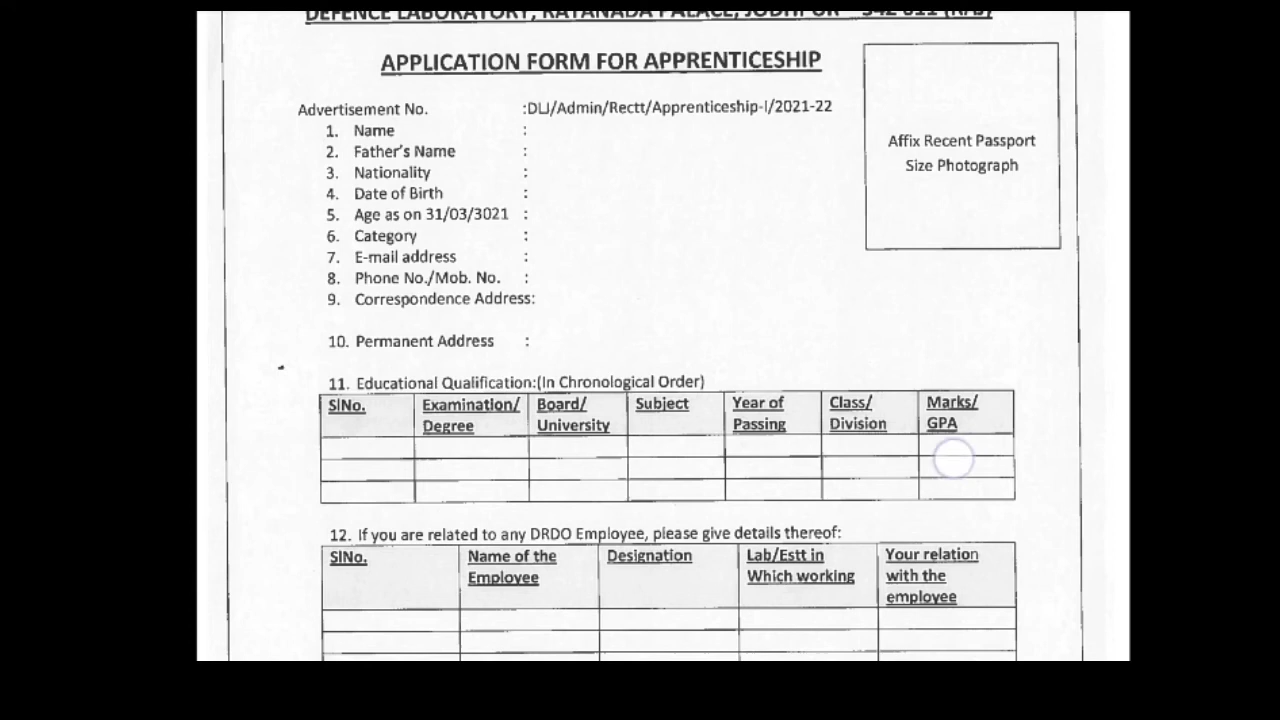 DEFENCE LABORATORY, RATANADA PALACE, JODHPUR - 342 011 (RAJ)
APPLICATION FORM FOR APPRENTICESHIP
Affix Recent Passport
Size Photograph
Advertisement No. :DLJ/Admin/Rectt/Apprenticeship-I/2021-22
1. Name :
2. Father's Name :
3. Nationality :
4. Date of Birth :
5. Age as on 31/03/3021 :
6. Category :
7. E-mail address :
8. Phone No./Mob. No. :
9. Correspondence Address:
10. Permanent Address :
11. Educational Qualification:(In Chronological Order)
SlNo. Examination/ Board/ Subject Year of Class/ Marks/
Degree University Passing Division GPA
12. If you are related to any DRDO Employee, please give details thereof:
SlNo. Name of the Designation Lab/Estt in Your relation
Employee Which working with the
employee